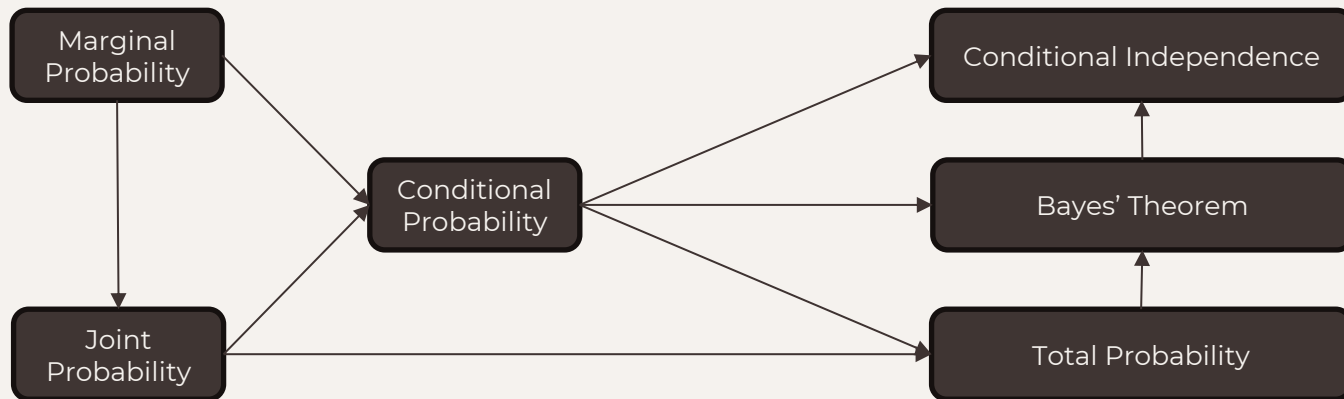 Marginal
Probability
Conditional Independence
Conditional
Probability
Bayes’ Theorem
Joint
Probability
Total Probability